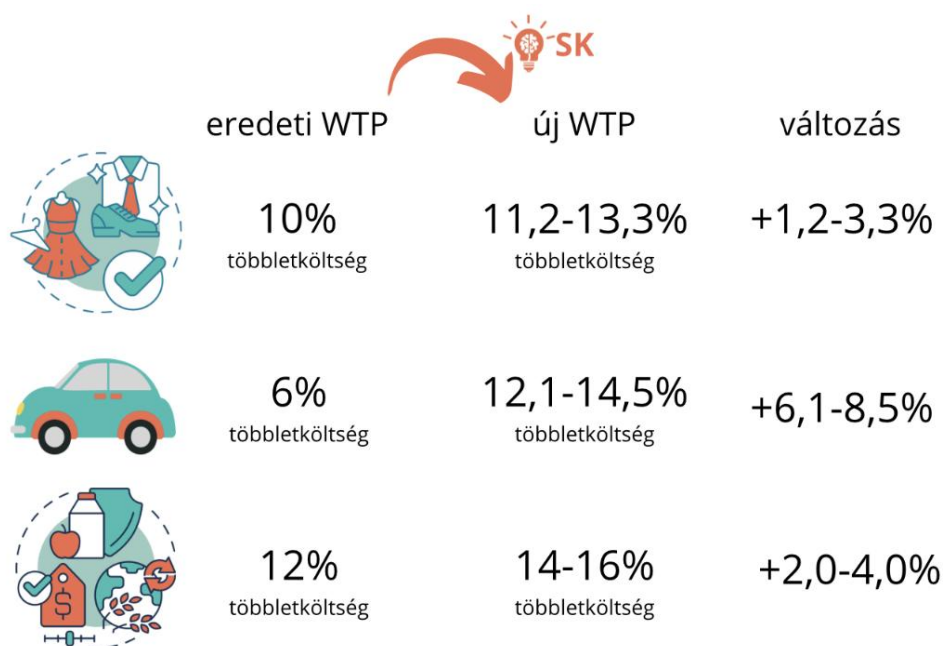 SK
eredeti WTP új WTP változás
10% 11,2-13,3% +1,2-3,3%
többletköltség többletköltség
6% 12,1-14,5% +6,1-8,5%
többletköltség többletköltség
12% 14-16% +2,0-4,0%
többletköltség többletköltség
$